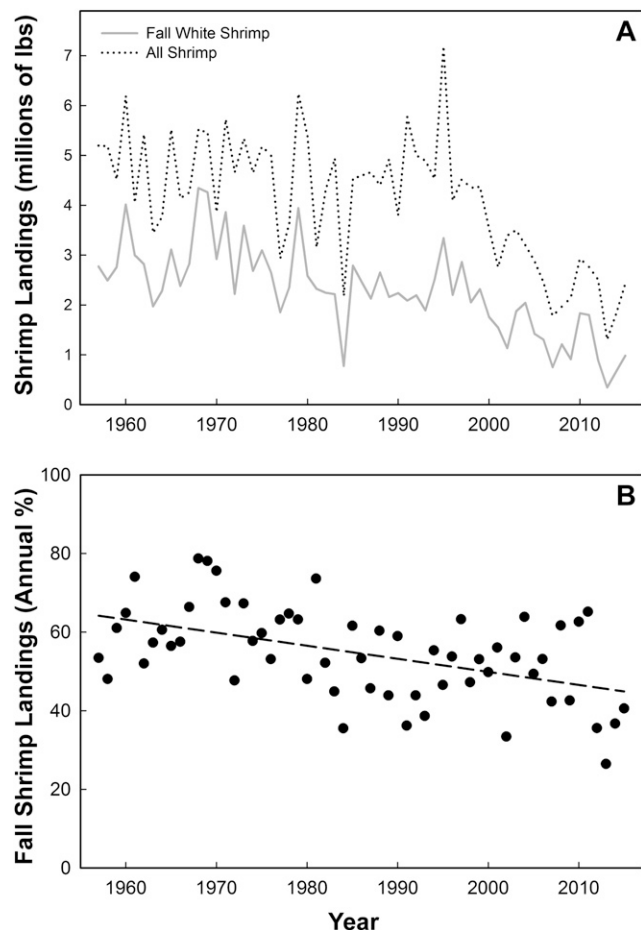 A
Fall White Shrimp
All Shrimp
Shrimp Landings (millions of lbs)
7
6
5
4
3
2
1
0
1960 1970 1980 1990 2000 2010
B
Fall Shrimp Landings (Annual %)
100
80
60
40
20
0
1960 1970 1980 1990 2000 2010
Year